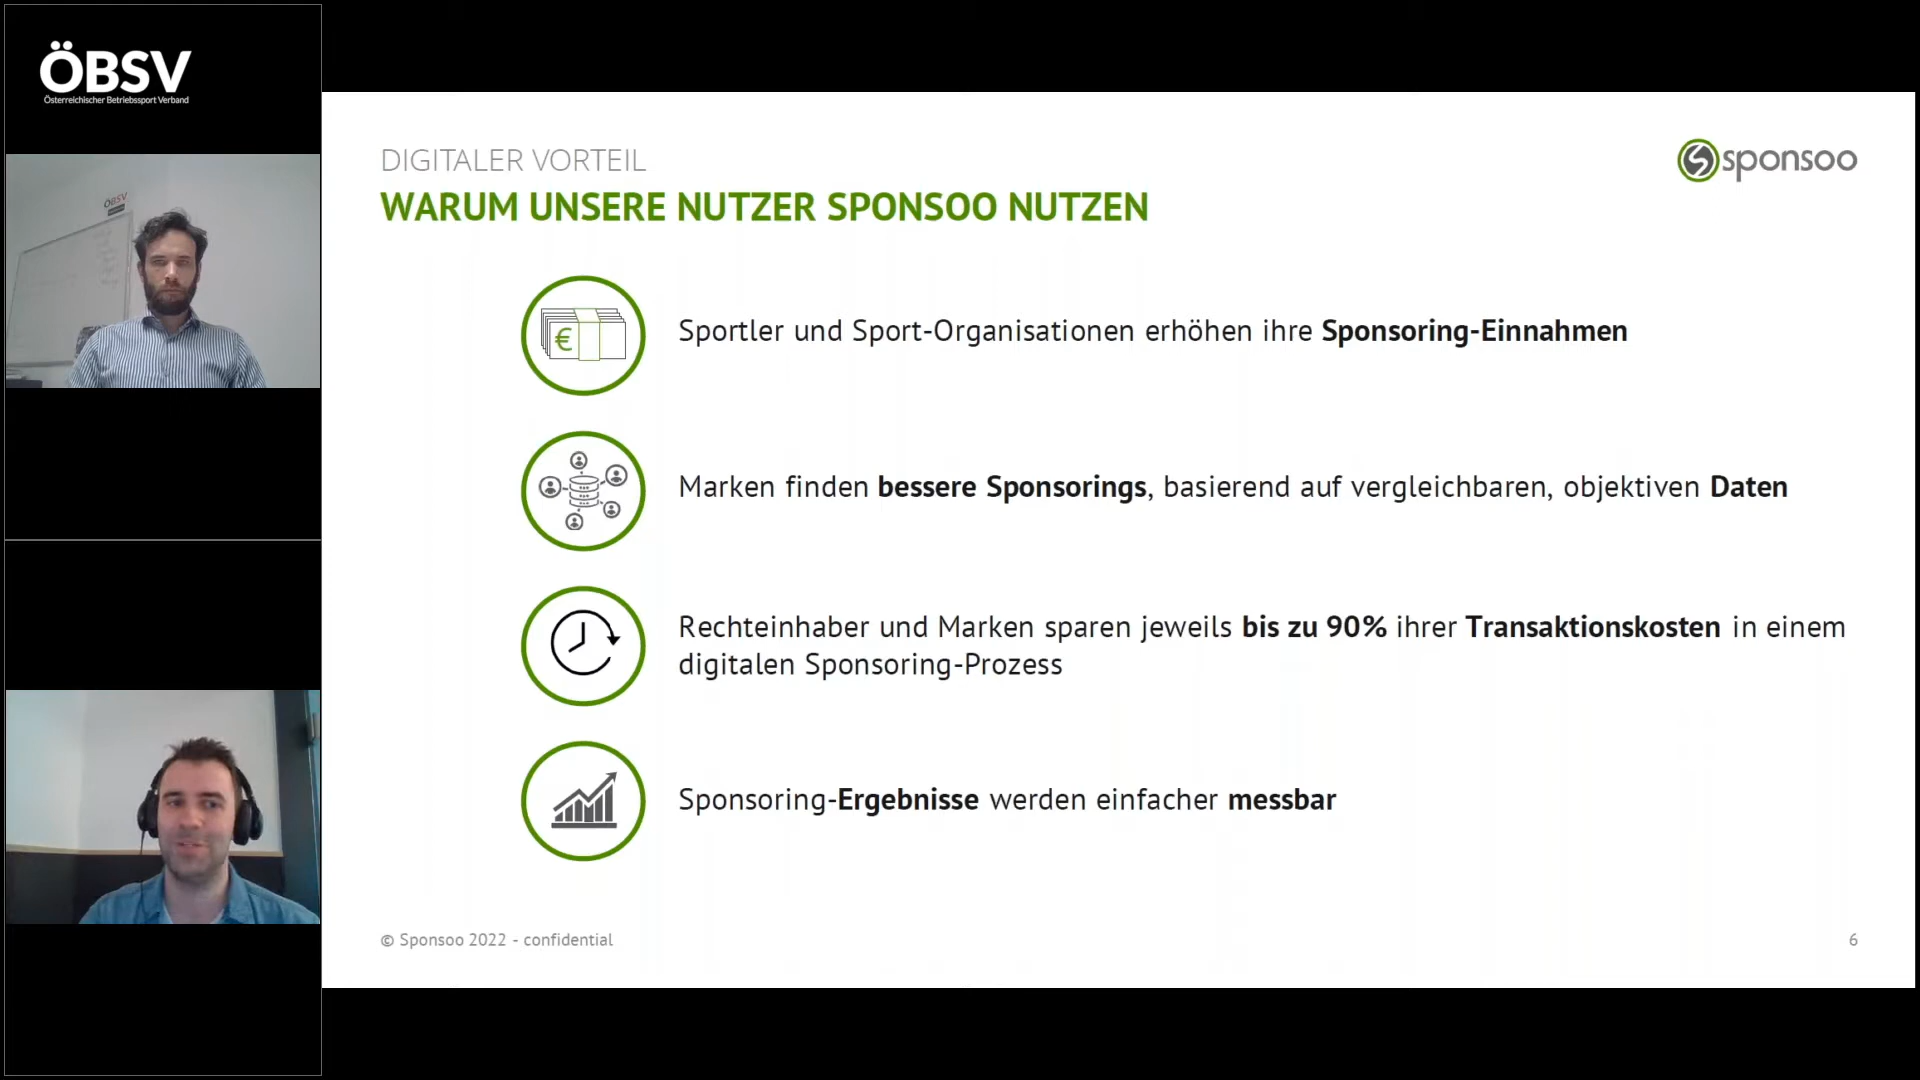 ÖBSV
Österreichischer Betriebssport Verband
ÖBSV
DIGITALER VORTEIL
WARUM UNSERE NUTZER SPONSOO NUTZEN
sponsoo
€
Sportler und Sport-Organisationen erhöhen ihre Sponsoring-Einnahmen
Marken finden bessere Sponsorings, basierend auf vergleichbaren, objektiven Daten
Rechteinhaber und Marken sparen jeweils bis zu 90% ihrer Transaktionskosten in einem
digitalen Sponsoring-Prozess
Sponsoring-Ergebnisse werden einfacher messbar
© Sponsoo 2022 - confidential
6